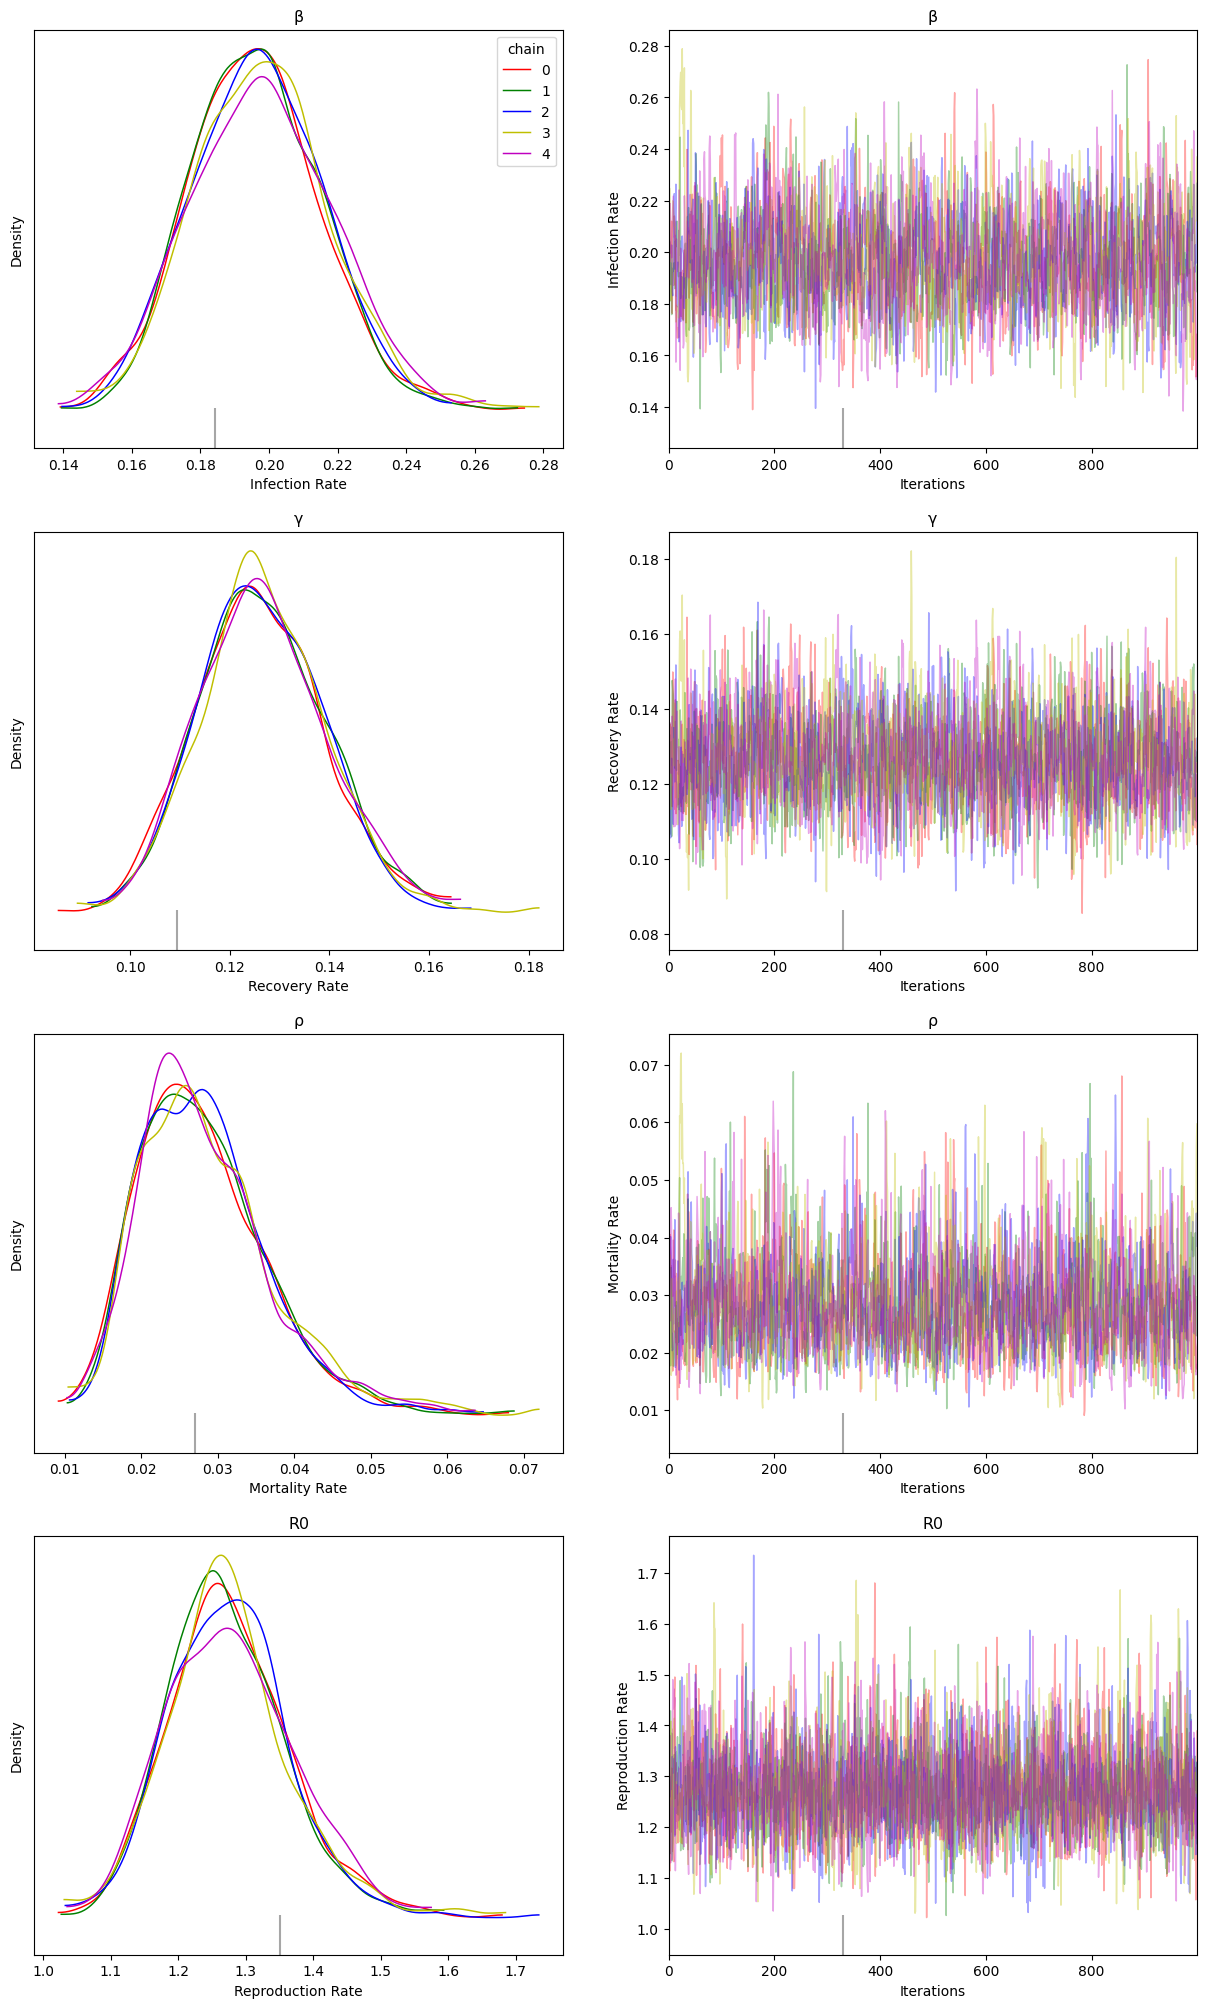 β
chain
0
1
2
3
4
Density
0.14 0.16 0.18 0.20 0.22 0.24 0.26 0.28
Infection Rate
β
0.28
0.26
0.24
0.22
0.20
0.18
0.16
0.14
Infection Rate
0 200 400 600 800
Iterations
γ
Density
0.10 0.12 0.14 0.16 0.18
Recovery Rate
γ
0.18
0.16
0.14
0.12
0.10
0.08
Recovery Rate
0 200 400 600 800
Iterations
ρ
Density
0.01 0.02 0.03 0.04 0.05 0.06 0.07
Mortality Rate
ρ
0.07
0.06
0.05
0.04
0.03
0.02
0.01
Mortality Rate
0 200 400 600 800
Iterations
R0
Density
1.0 1.1 1.2 1.3 1.4 1.5 1.6 1.7
Reproduction Rate
R0
1.7
1.6
1.5
1.4
1.3
1.2
1.1
1.0
Reproduction Rate
0 200 400 600 800
Iterations